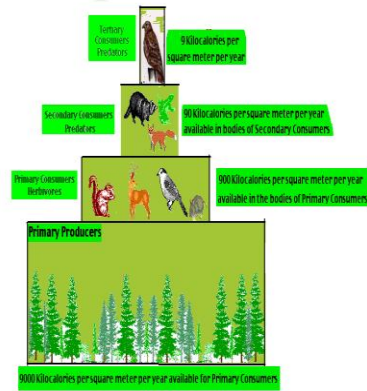 Tertiary
Consumers
Predators
9 Kilocalories per
square meter per year
Secondary Consumers
Predators
90 Kilocalories per square meter per year
available in bodies of Secondary Consumers
Primary Consumers
Herbivores
900 Kilocalories per square meter per year
available in the bodies of Primary Consumers
Primary Producers
9000 Kilocalories per square meter per year available for Primary Consumers